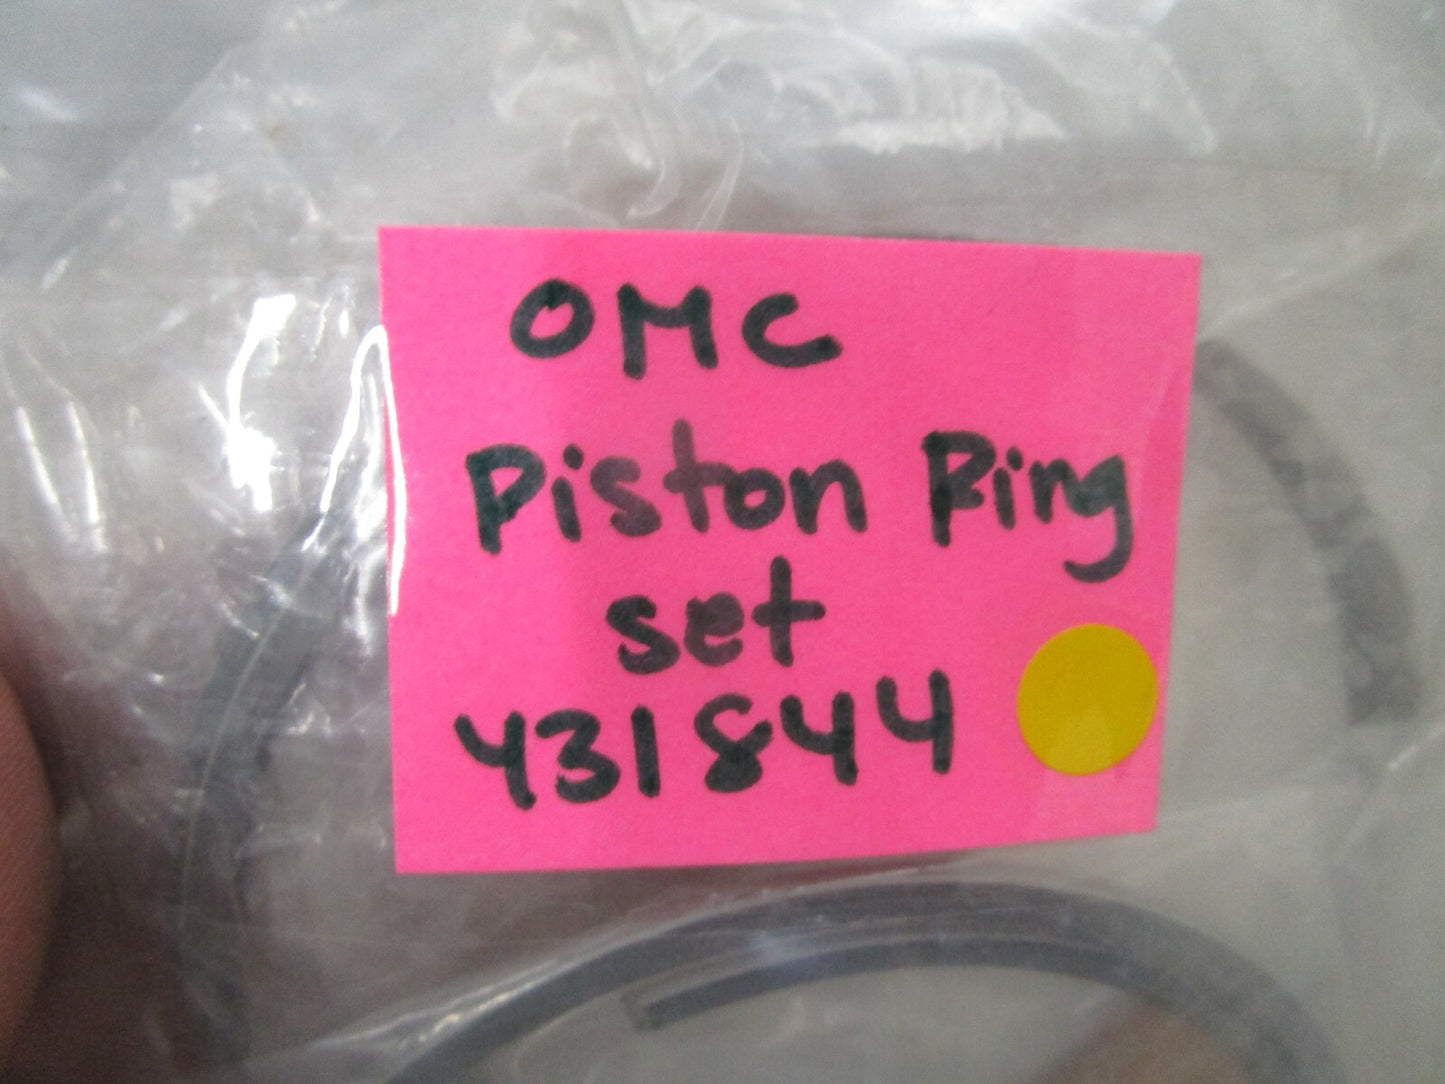 OMC
Piston Ring
set
431844